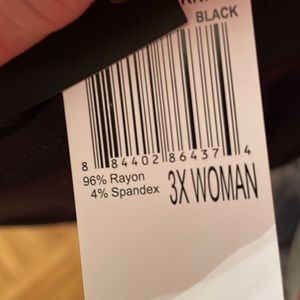 BLACK
8 84402 86437 4
96% Rayon
4% Spandex
3X WOMAN